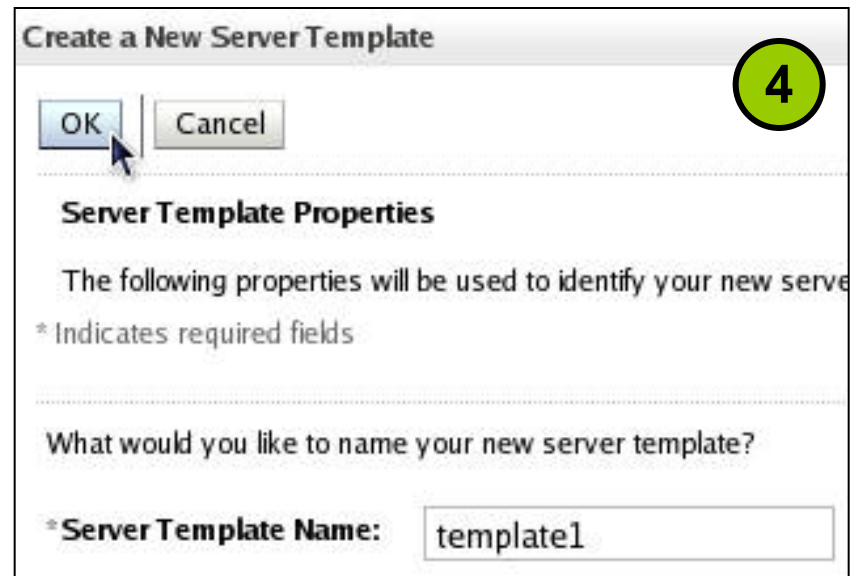 Create a New Server Template
4
OK Cancel
Server Template Properties
The following properties will be used to identify your new serve
* Indicates required fields
What would you like to name your new server template?
*Server Template Name: template1